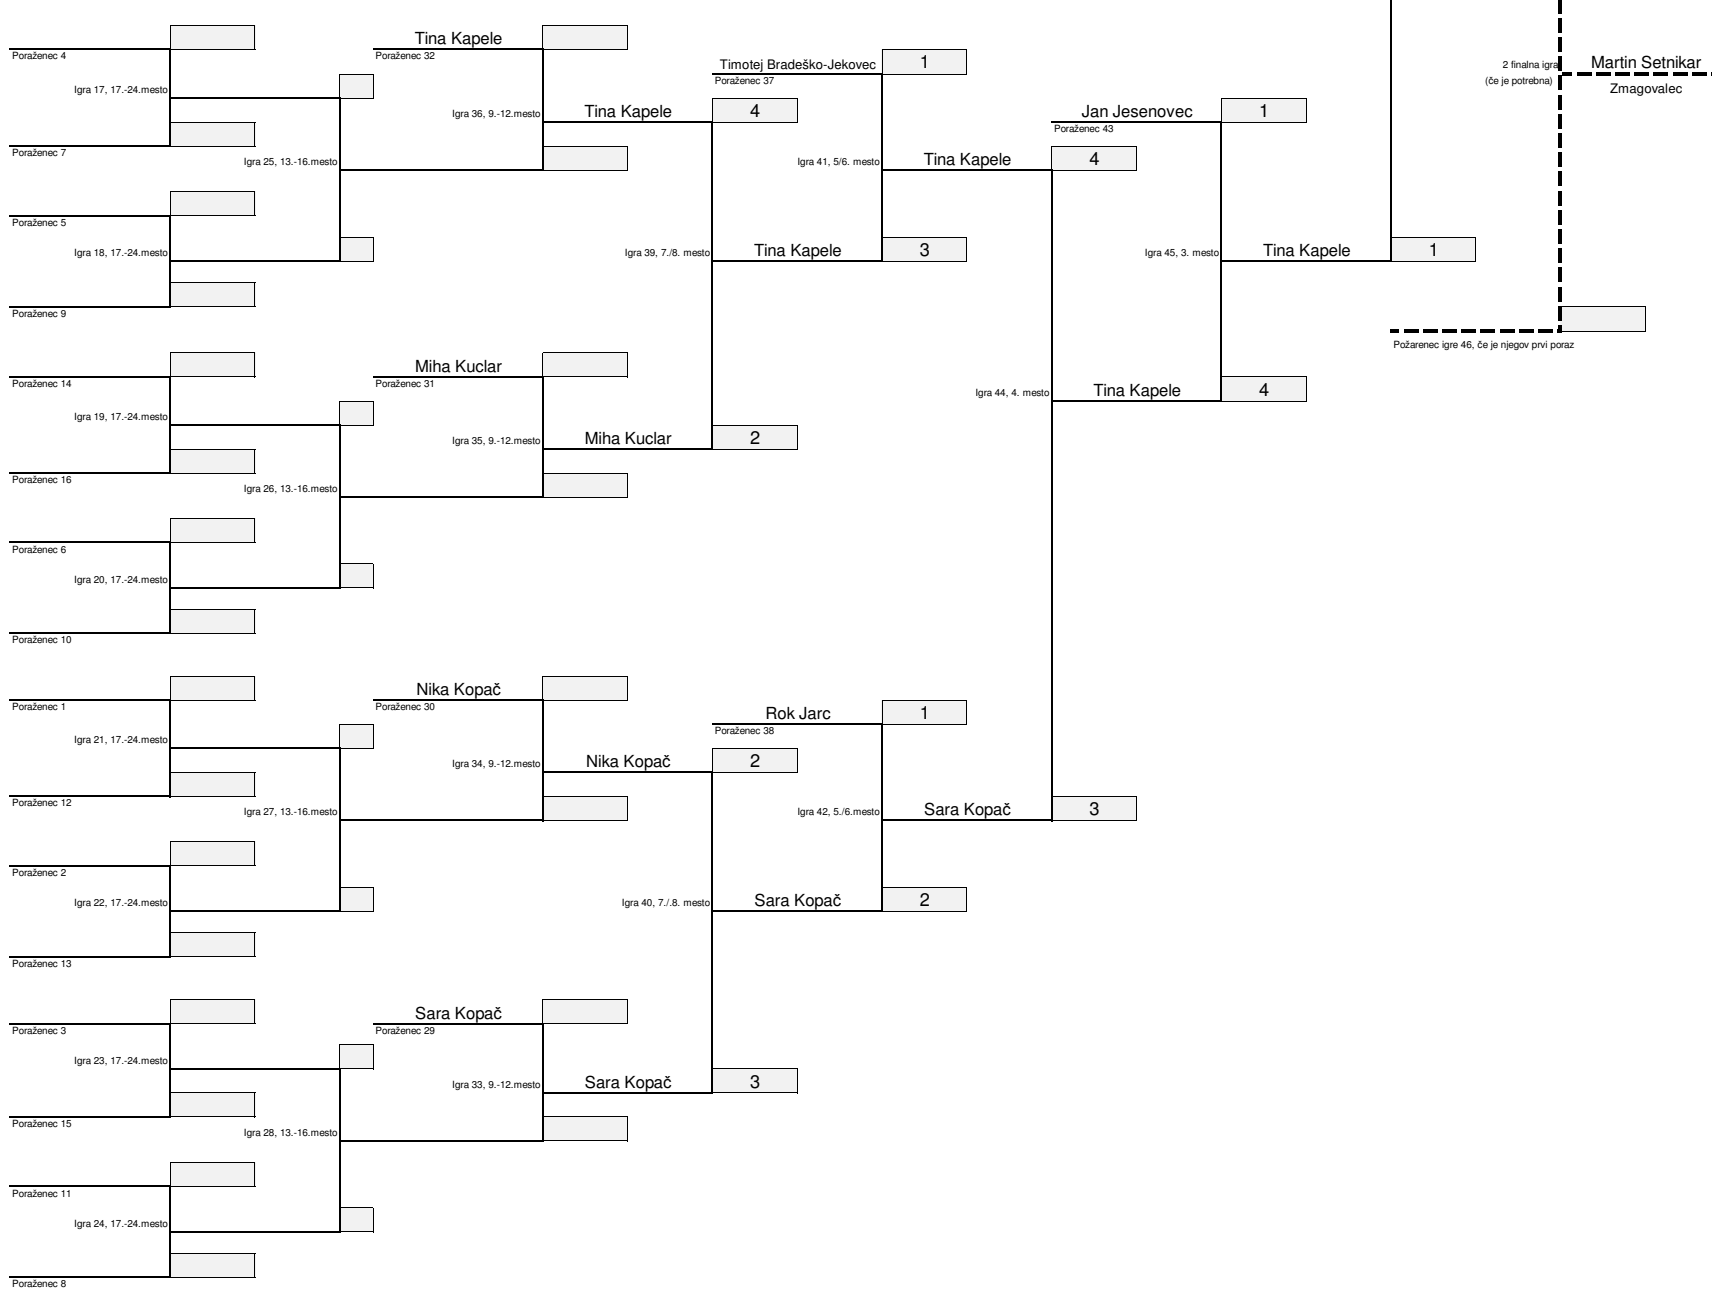 Poraženec 4
Igra 17, 17.-24.mesto
Poraženec 7
Igra 25, 13.-16.mesto
Poraženec 5
Igra 18, 17.-24.mesto
Poraženec 9
Poraženec 14
Igra 19, 17.-24.mesto
Poraženec 16
Igra 26, 13.-16.mesto
Poraženec 6
Igra 20, 17.-24.mesto
Poraženec 10
Poraženec 1
Igra 21, 17.-24.mesto
Poraženec 12
Igra 27, 13.-16.mesto
Poraženec 2
Igra 22, 17.-24.mesto
Poraženec 13
Poraženec 3
Igra 23, 17.-24.mesto
Poraženec 15
Igra 28, 13.-16.mesto
Poraženec 11
Igra 24, 17.-24.mesto
Poraženec 8
Tina Kapele
Poraženec 32
Igra 36, 9.-12.mesto
Miha Kuclar
Poraženec 31
Igra 35, 9.-12.mesto
Nika Kopač
Poraženec 30
Igra 34, 9.-12.mesto
Sara Kopač
Poraženec 29
Igra 33, 9.-12.mesto
Tina Kapele 4
Igra 39, 7./8. mesto
Miha Kuclar 2
Nika Kopač 2
Igra 40, 7./.8. mesto
Sara Kopač 3
Timotej Bradeško-Jekovec 1
Poraženec 37
Igra 41, 5/6. mesto
Tina Kapele 3
Rok Jarc 1
Poraženec 38
Igra 42, 5./6.mesto
Sara Kopač 2
Tina Kapele 4
Igra 44, 4. mesto
Sara Kopač 3
Jan Jesenovec 1
Poraženec 43
Igra 45, 3. mesto
Tina Kapele 4
Tina Kapele 1
2 finalna igra
(če je potrebna)
Martin Setnikar
Zmagovalec
Požarenec igre 46, če je njegov prvi poraz